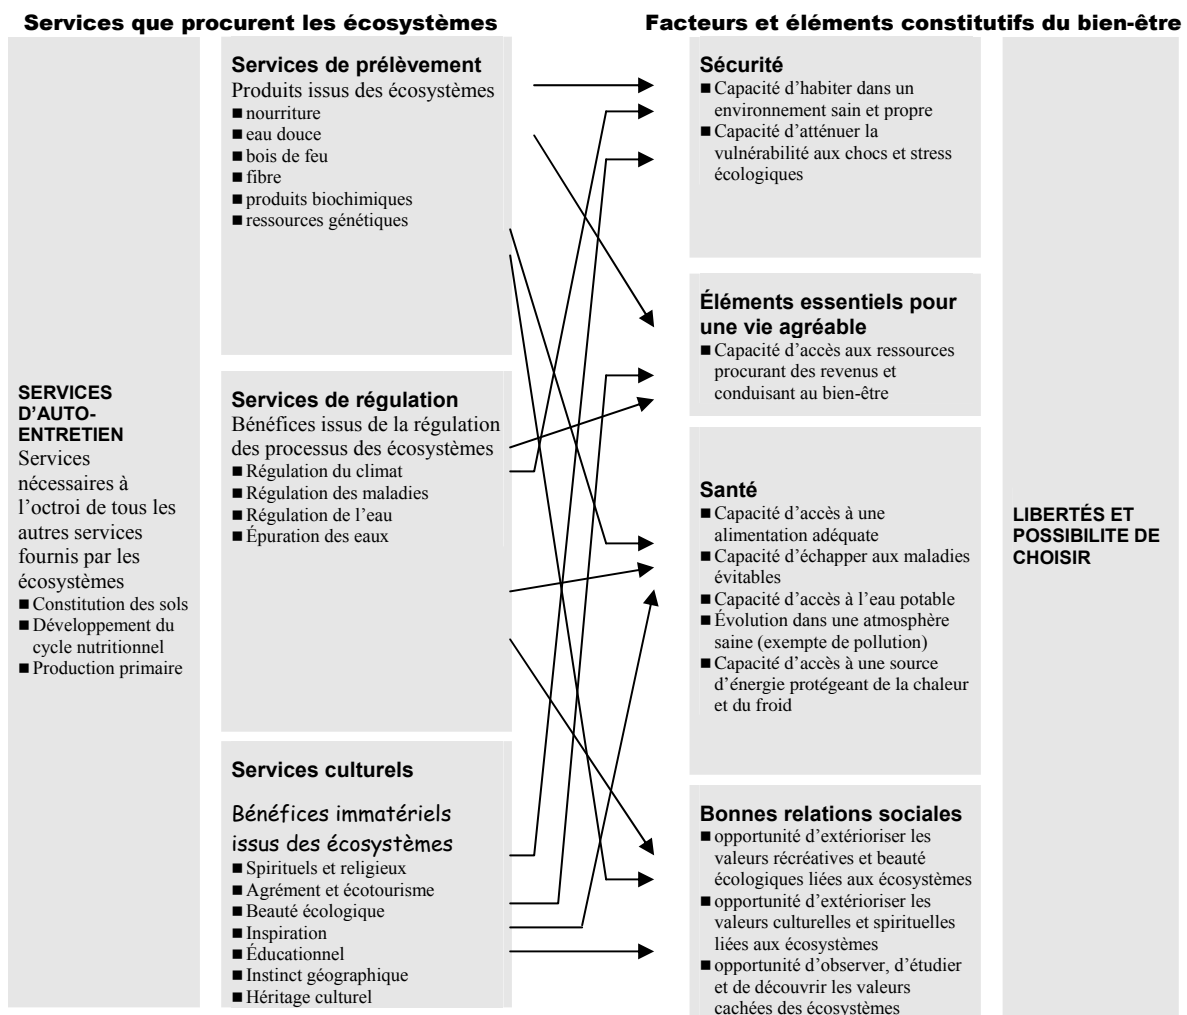 Services que procurent les écosystèmes
Facteurs et éléments constitutifs du bien-être
SERVICES
D’AUTO-
ENTRETIEN
Services
nécessaires à
l’octroi de tous les
autres services
fournis par les
écosystèmes
■ Constitution des sols
■ Développement du
cycle nutritionnel
■ Production primaire
Services de prélèvement
Produits issus des écosystèmes
■ nourriture
■ eau douce
■ bois de feu
■ fibre
■ produits biochimiques
■ ressources génétiques
Services de régulation
Bénéfices issus de la régulation
des processus des écosystèmes
■ Régulation du climat
■ Régulation des maladies
■ Régulation de l’eau
■ Épuration des eaux
Services culturels
Bénéfices immatériels
issus des écosystèmes
■ Spirituels et religieux
■ Agrément et écotourisme
■ Beauté écologique
■ Inspiration
■ Éducationnel
■ Instinct géographique
■ Héritage culturel
Sécurité
■ Capacité d’habiter dans un
environnement sain et propre
■ Capacité d’atténuer la
vulnérabilité aux chocs et stress
écologiques
Éléments essentiels pour
une vie agréable
■ Capacité d’accès aux ressources
procurant des revenus et
conduisant au bien-être
Santé
■ Capacité d’accès à une
alimentation adéquate
■ Capacité d’échapper aux maladies
évitables
■ Capacité d’accès à l’eau potable
■ Évolution dans une atmosphère
saine (exempte de pollution)
■ Capacité d’accès à une source
d’énergie protégeant de la chaleur
et du froid
Bonnes relations sociales
■ opportunité d’extérioriser les
valeurs récréatives et beauté
écologiques liées aux écosystèmes
■ opportunité d’extérioriser les
valeurs culturelles et spirituelles
liées aux écosystèmes
■ opportunité d’observer, d’étudier
et de découvrir les valeurs
cachées des écosystèmes
LIBERTÉS ET
POSSIBILITE DE
CHOISIR